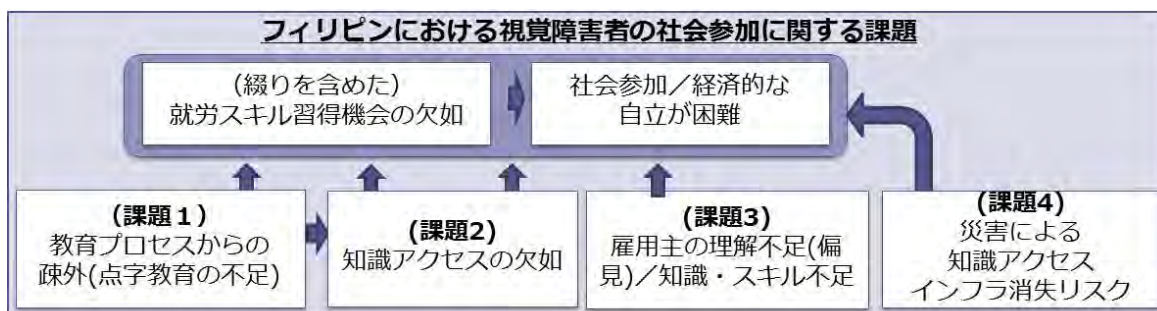 フィリピンにおける視覚障害者の社会参加に関する課題
(綴りを含めた)
就労スキル習得機会の欠如
社会参加／経済的な
自立が困難
(課題１)
教育プロセスからの
疎外(点字教育の不足)
(課題2)
知識アクセスの欠如
(課題3)
雇用主の理解不足(偏
見)／知識・スキル不足
(課題4)
災害による
知識アクセス
インフラ消失リスク